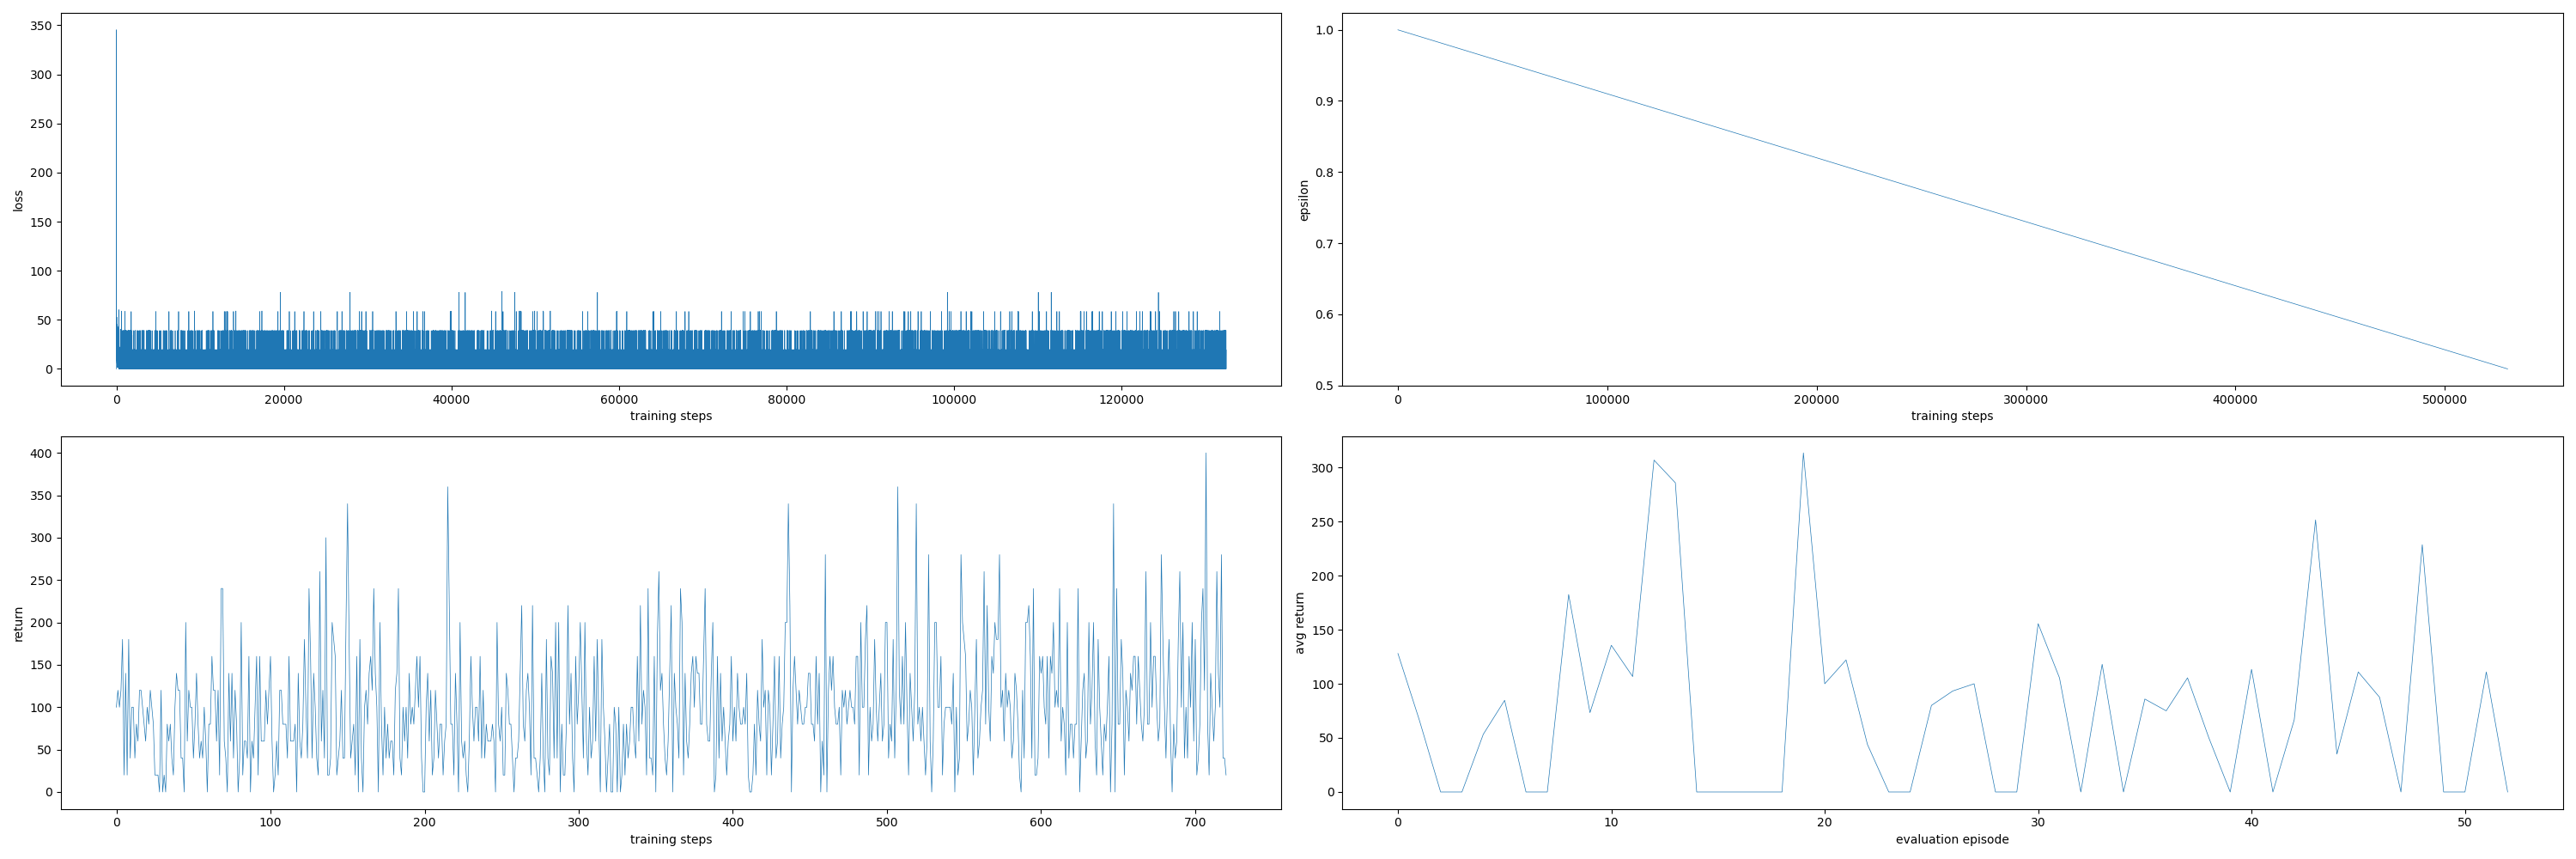 350
300
250
200
150
100
50
0
loss
0 20000 40000 60000 80000 100000 120000
training steps
1.0
0.9
0.8
0.7
0.6
0.5
epsilon
0 100000 200000 300000 400000 500000
training steps
400
350
300
250
200
150
100
50
0
return
0 100 200 300 400 500 600 700
training steps
300
250
200
150
100
50
0
avg return
0 10 20 30 40 50
evaluation episode